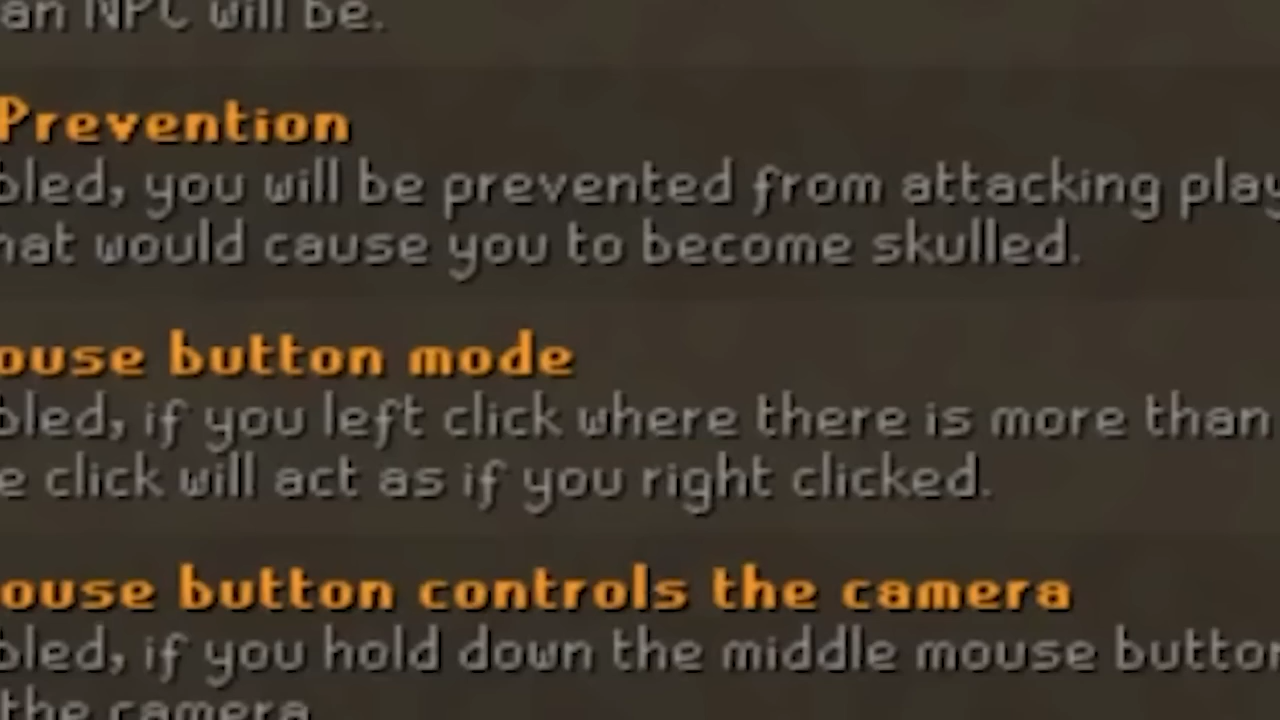 an NPC will be.
Prevention
bled, you will be prevented from attacking play
hat would cause you to become skulled.
ouse button mode
bled, if you left click where there is more than
e click will act as if you right clicked.
ouse button controls the camera
bled, if you hold down the middle mouse button
the camera